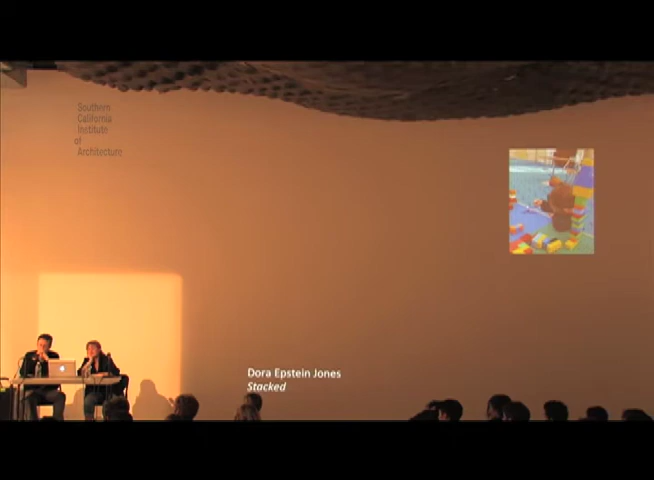 Southern
California
Institute
of
Architecture
Dora Epstein Jones
Stacked